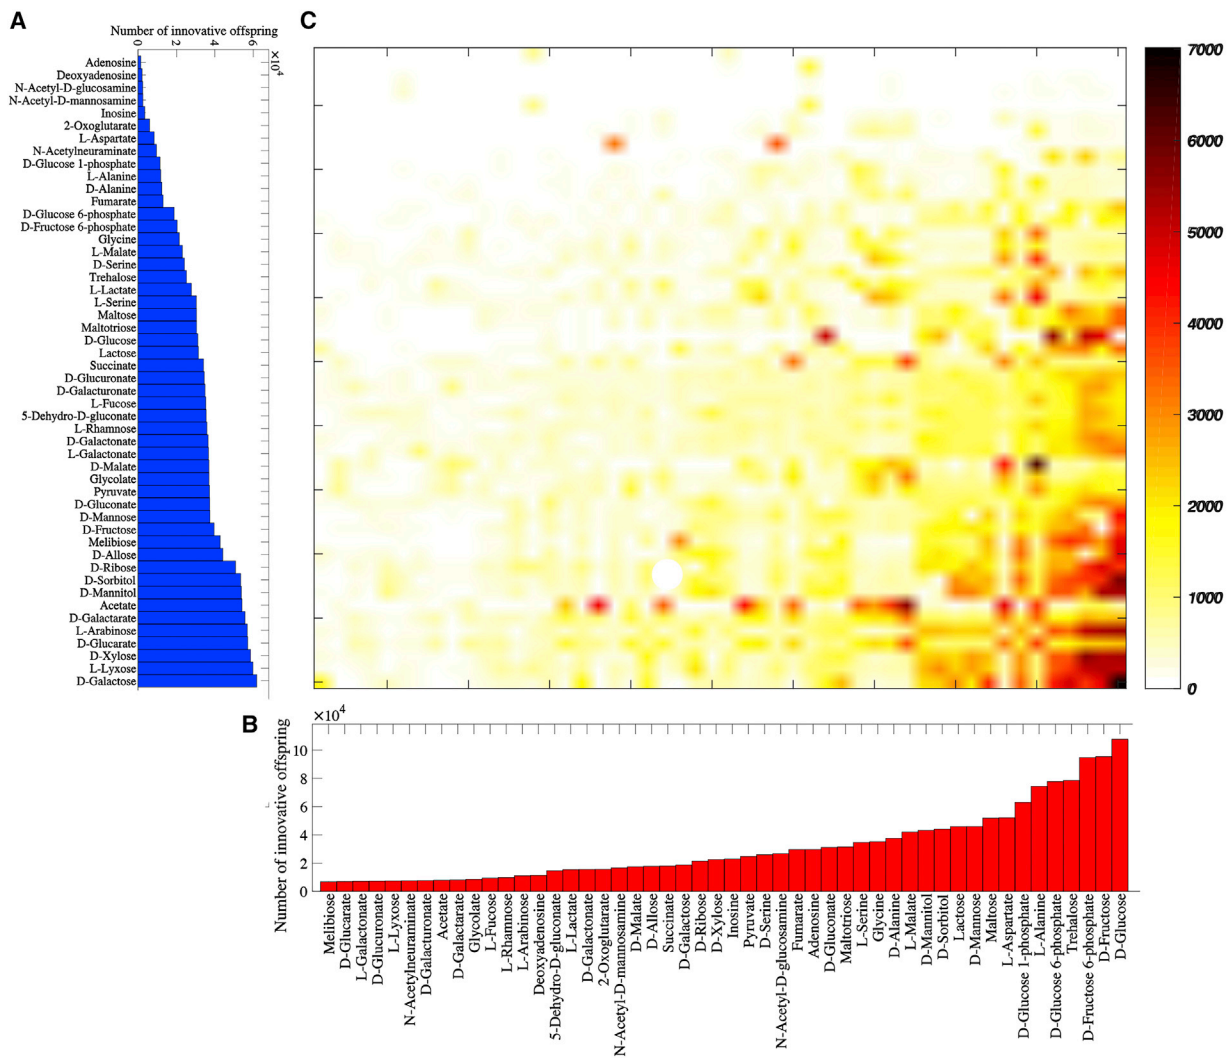 A
Number of innovative offspring
0
2
4
6
×10⁴
Adenosine
Deoxyadenosine
N-Acetyl-D-glucosamine
N-Acetyl-D-mannosamine
Inosine
2-Oxoglutarate
L-Aspartate
N-Acetylneuraminate
D-Glucose 1-phosphate
L-Alanine
D-Alanine
Fumarate
D-Glucose 6-phosphate
D-Fructose 6-phosphate
Glycine
L-Malate
D-Serine
Trehalose
L-Lactate
L-Serine
Maltose
Maltotriose
D-Glucose
Lactose
Succinate
D-Glucuronate
D-Galacturonate
L-Fucose
5-Dehydro-D-gluconate
L-Rhamnose
D-Galactonate
L-Galactonate
D-Malate
Glycolate
Pyruvate
D-Gluconate
D-Mannose
D-Fructose
Melibiose
D-Allose
D-Ribose
D-Sorbitol
D-Mannitol
Acetate
D-Galactarate
L-Arabinose
D-Glucarate
D-Xylose
L-Lyxose
D-Galactose
C
7000
6000
5000
4000
3000
2000
1000
0
B
×10⁴
Number of innovative offspring
10
8
6
4
2
0
Melibiose
D-Glucarate
L-Galactonate
D-Glucuronate
L-Lyxose
N-Acetylneuraminate
D-Galacturonate
Acetate
D-Galactarate
Glycolate
L-Fucose
L-Rhamnose
L-Arabinose
Deoxyadenosine
5-Dehydro-D-gluconate
L-Lactate
D-Galactonate
2-Oxoglutarate
N-Acetyl-D-mannosamine
D-Malate
D-Allose
Succinate
D-Galactose
D-Ribose
D-Xylose
Inosine
Pyruvate
D-Serine
N-Acetyl-D-glucosamine
Fumarate
Adenosine
D-Gluconate
Maltotriose
L-Serine
Glycine
D-Alanine
L-Malate
D-Mannitol
D-Sorbitol
Lactose
D-Mannose
Maltose
L-Aspartate
D-Glucose 1-phosphate
L-Alanine
D-Glucose 6-phosphate
Trehalose
D-Fructose 6-phosphate
D-Fructose
D-Glucose